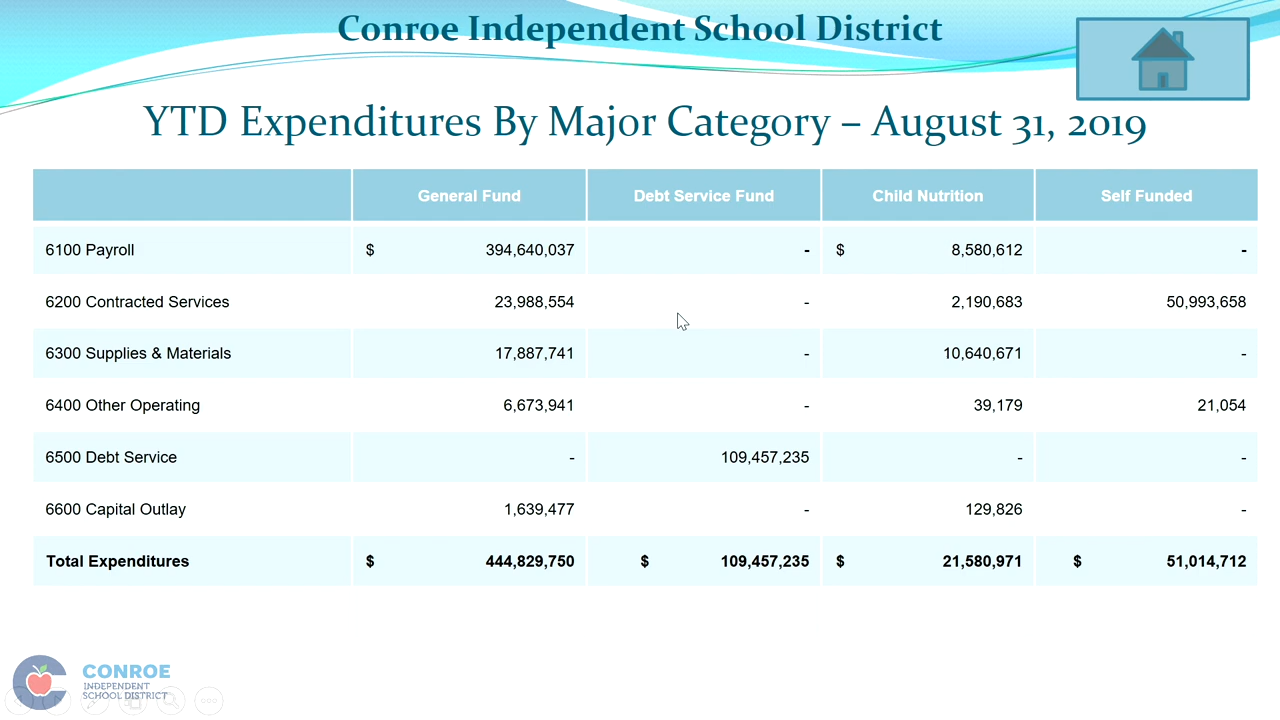 Conroe Independent School District
YTD Expenditures By Major Category – August 31, 2019
General Fund Debt Service Fund Child Nutrition Self Funded
6100 Payroll $ 394,640,037 - $ 8,580,612 -
6200 Contracted Services 23,988,554 - 2,190,683 50,993,658
6300 Supplies & Materials 17,887,741 - 10,640,671 -
6400 Other Operating 6,673,941 - 39,179 21,054
6500 Debt Service - 109,457,235 - -
6600 Capital Outlay 1,639,477 - 129,826 -
Total Expenditures $ 444,829,750 $ 109,457,235 $ 21,580,971 $ 51,014,712
CONROE
INDEPENDENT
SCHOOL DISTRICT